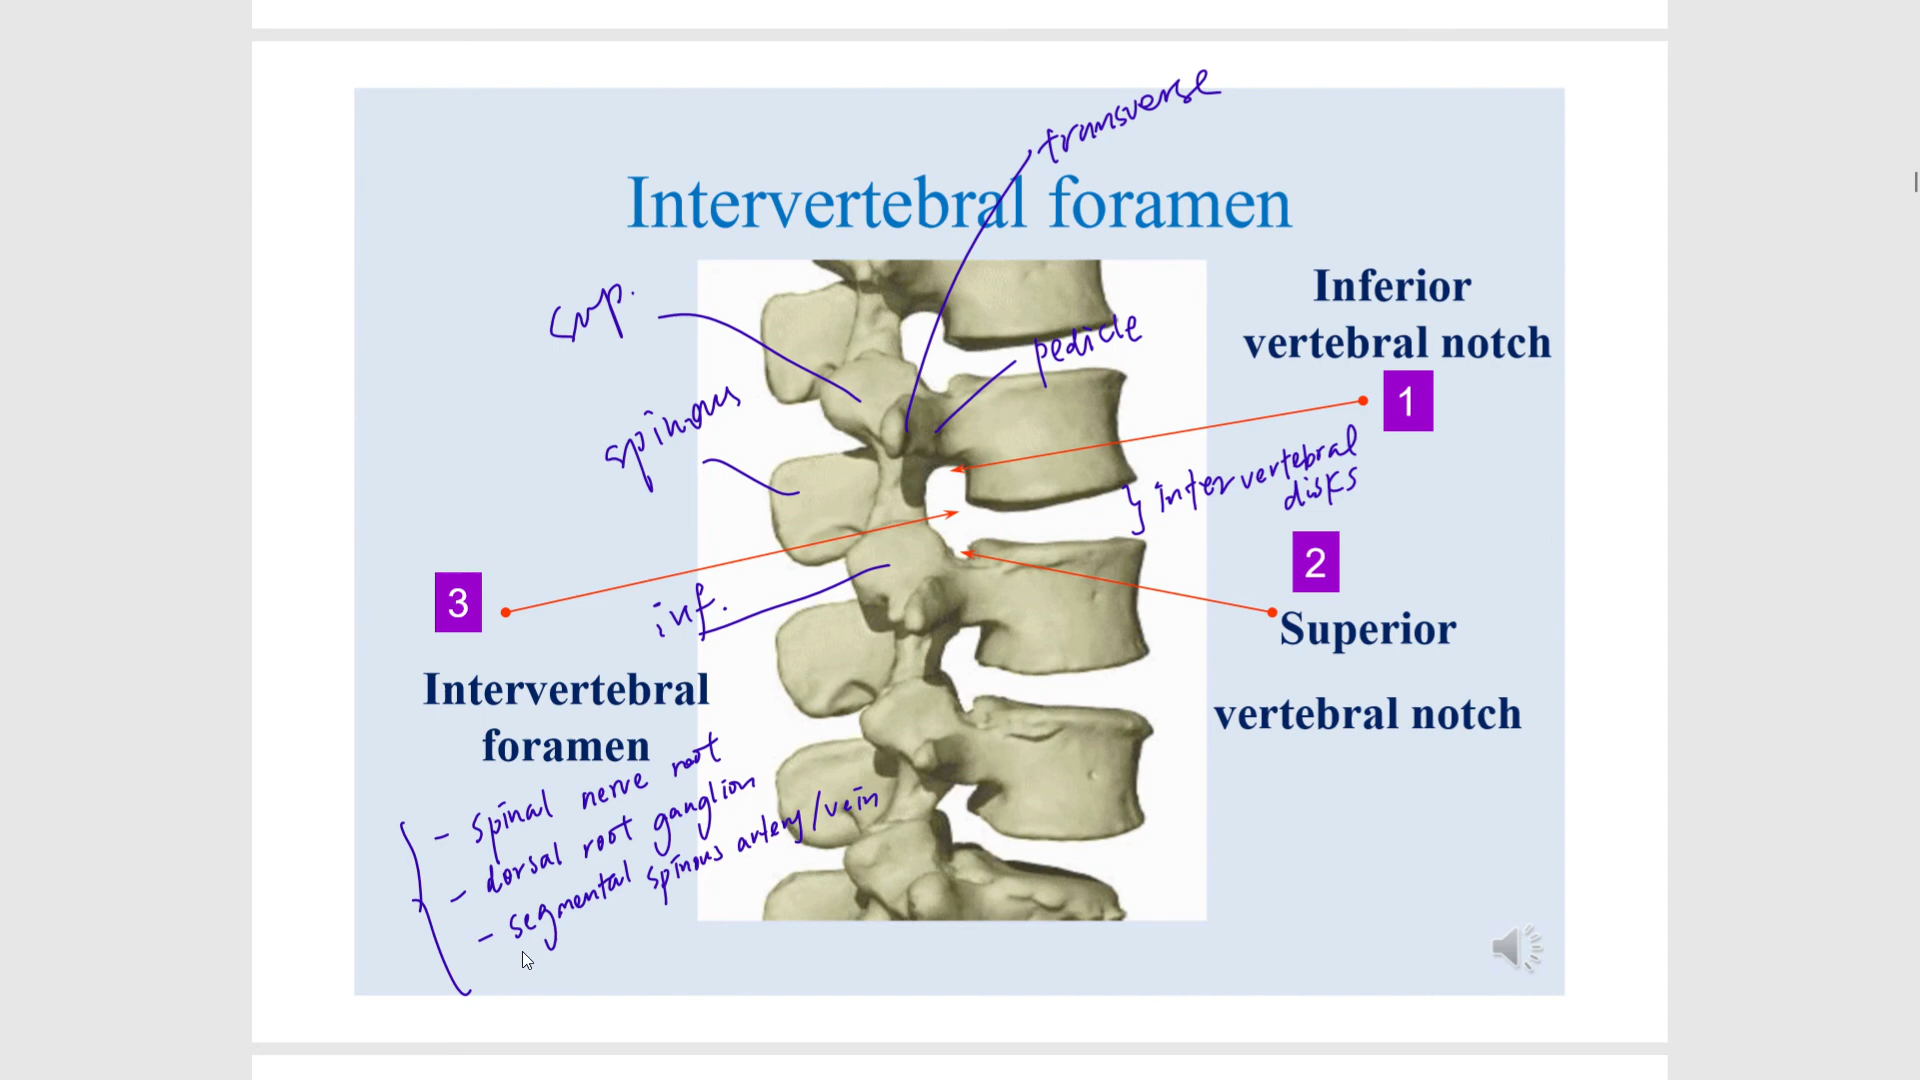 transverse
Intervertebral foramen
Inferior
vertebral notch
sup.
pedicle
1
spinous
intervertebral
disks
2
3
inf.
Superior
vertebral notch
Intervertebral
foramen
- spinal nerve root
- dorsal root ganglion
- segmental spinous artery/vein